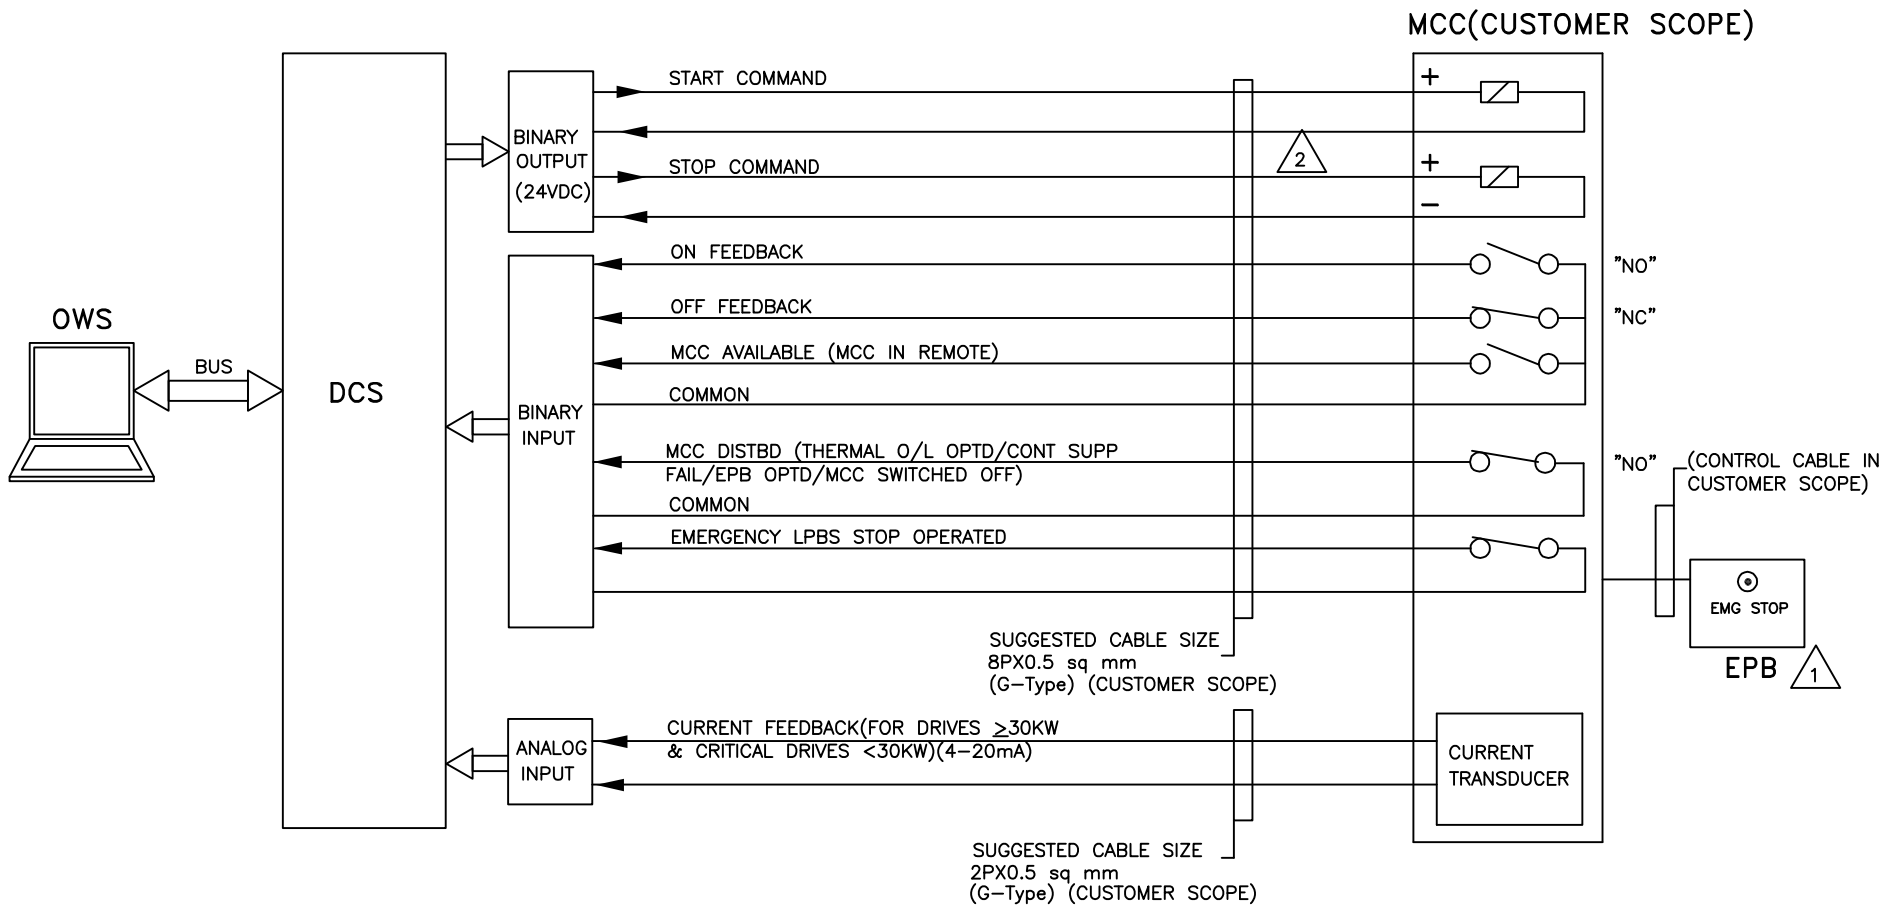 MCC(CUSTOMER SCOPE)
START COMMAND
+
BINARY
OUTPUT
(24VDC)
2
STOP COMMAND
+
−
ON FEEDBACK
"NO"
OFF FEEDBACK
"NC"
OWS
BUS
DCS
MCC AVAILABLE (MCC IN REMOTE)
COMMON
BINARY
INPUT
MCC DISTBD (THERMAL O/L OPTD/CONT SUPP
FAIL/EPB OPTD/MCC SWITCHED OFF)
"NO"
(CONTROL CABLE IN
CUSTOMER SCOPE)
COMMON
EMERGENCY LPBS STOP OPERATED
EMG STOP
EPB
1
SUGGESTED CABLE SIZE
8PX0.5 sq mm
(G-Type) (CUSTOMER SCOPE)
ANALOG
INPUT
CURRENT FEEDBACK(FOR DRIVES ≥30KW
& CRITICAL DRIVES <30KW)(4-20mA)
CURRENT
TRANSDUCER
SUGGESTED CABLE SIZE
2PX0.5 sq mm
(G-Type) (CUSTOMER SCOPE)